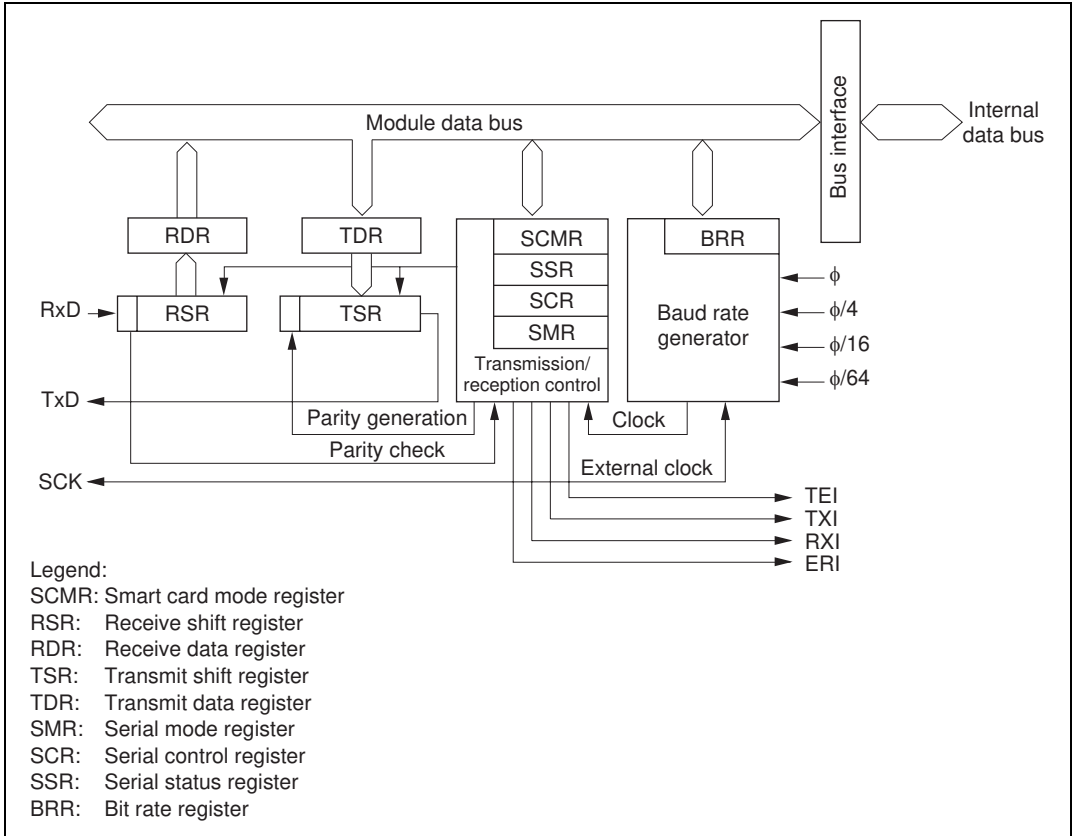 Module data bus
Bus interface
Internal
data bus
RDR
TDR
SCMR
BRR
SSR
SCR
SMR
RxD
RSR
TSR
Baud rate
generator
φ
φ/4
φ/16
φ/64
Transmission/
reception control
TxD
Parity generation
Clock
Parity check
External clock
SCK
TEI
TXI
RXI
ERI
Legend:
SCMR: Smart card mode register
RSR: Receive shift register
RDR: Receive data register
TSR: Transmit shift register
TDR: Transmit data register
SMR: Serial mode register
SCR: Serial control register
SSR: Serial status register
BRR: Bit rate register